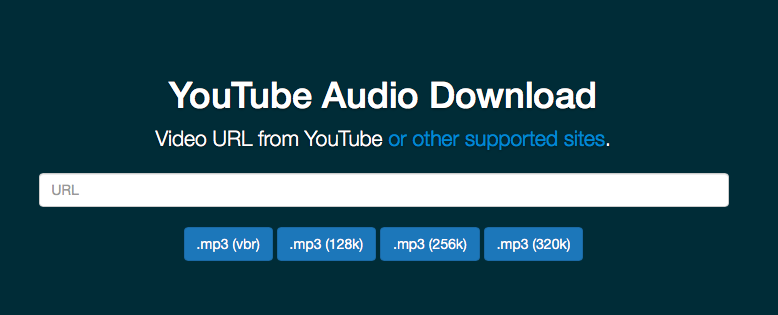 YouTube Audio Download
Video URL from YouTube or other supported sites.
URL
.mp3 (vbr) .mp3 (128k) .mp3 (256k) .mp3 (320k)